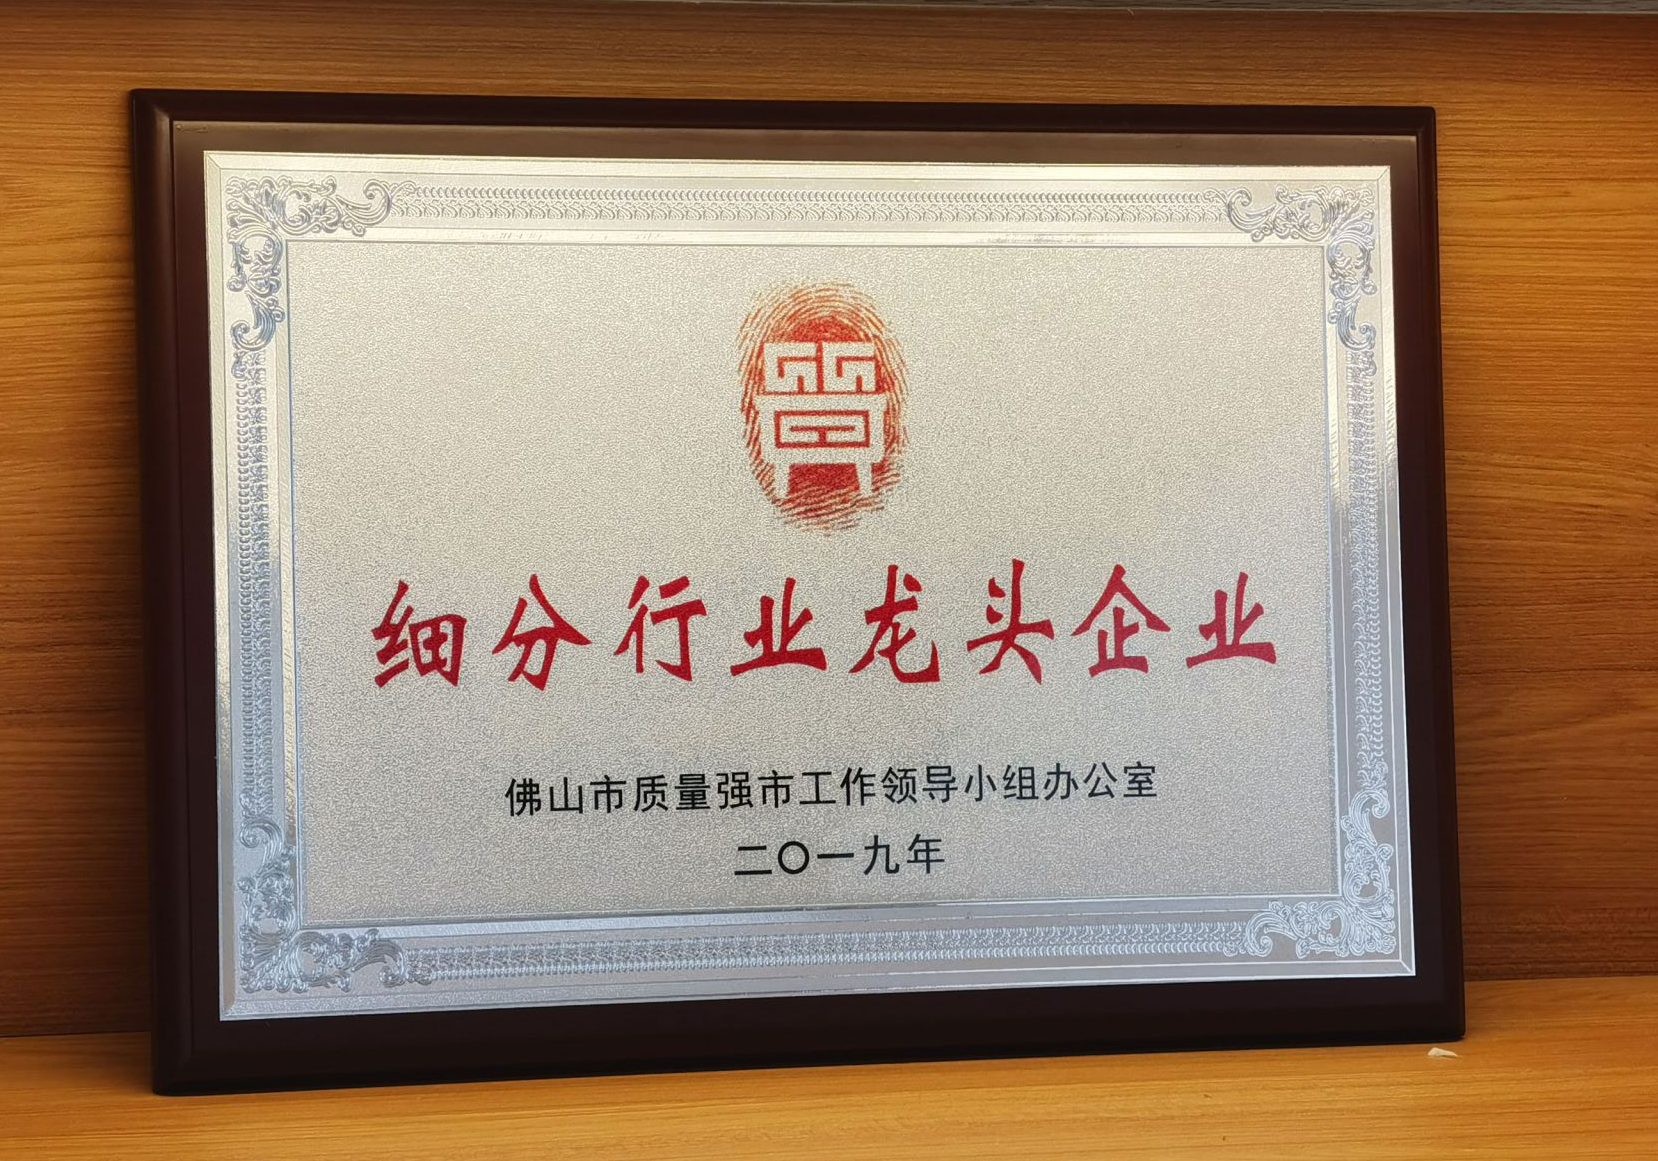 質
细分行业龙头企业
佛山市质量强市工作领导小组办公室
二〇一九年